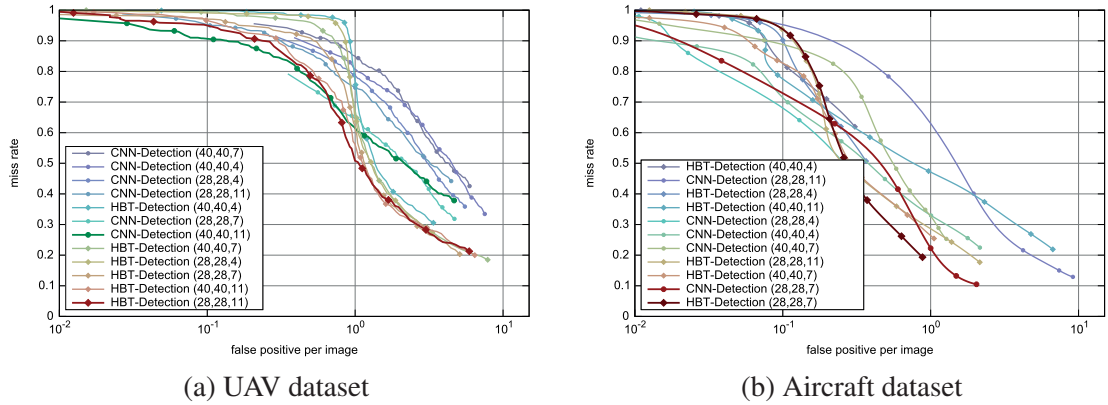 1
0.9
0.8
0.7
0.6
0.5
0.4
0.3
0.2
0.1
0
miss rate
CNN-Detection (40,40,7)
CNN-Detection (40,40,4)
CNN-Detection (28,28,4)
CNN-Detection (28,28,11)
HBT-Detection (40,40,4)
CNN-Detection (28,28,7)
CNN-Detection (40,40,11)
HBT-Detection (40,40,7)
HBT-Detection (28,28,4)
HBT-Detection (28,28,7)
HBT-Detection (40,40,11)
HBT-Detection (28,28,11)
10⁻² 10⁻¹ 10⁰ 10¹
false positive per image
(a) UAV dataset
1
0.9
0.8
0.7
0.6
0.5
0.4
0.3
0.2
0.1
0
miss rate
HBT-Detection (40,40,4)
CNN-Detection (28,28,11)
HBT-Detection (28,28,4)
HBT-Detection (40,40,11)
CNN-Detection (28,28,4)
CNN-Detection (40,40,4)
CNN-Detection (40,40,7)
HBT-Detection (28,28,11)
HBT-Detection (40,40,7)
CNN-Detection (28,28,7)
HBT-Detection (28,28,7)
10⁻² 10⁻¹ 10⁰ 10¹
false positive per image
(b) Aircraft dataset